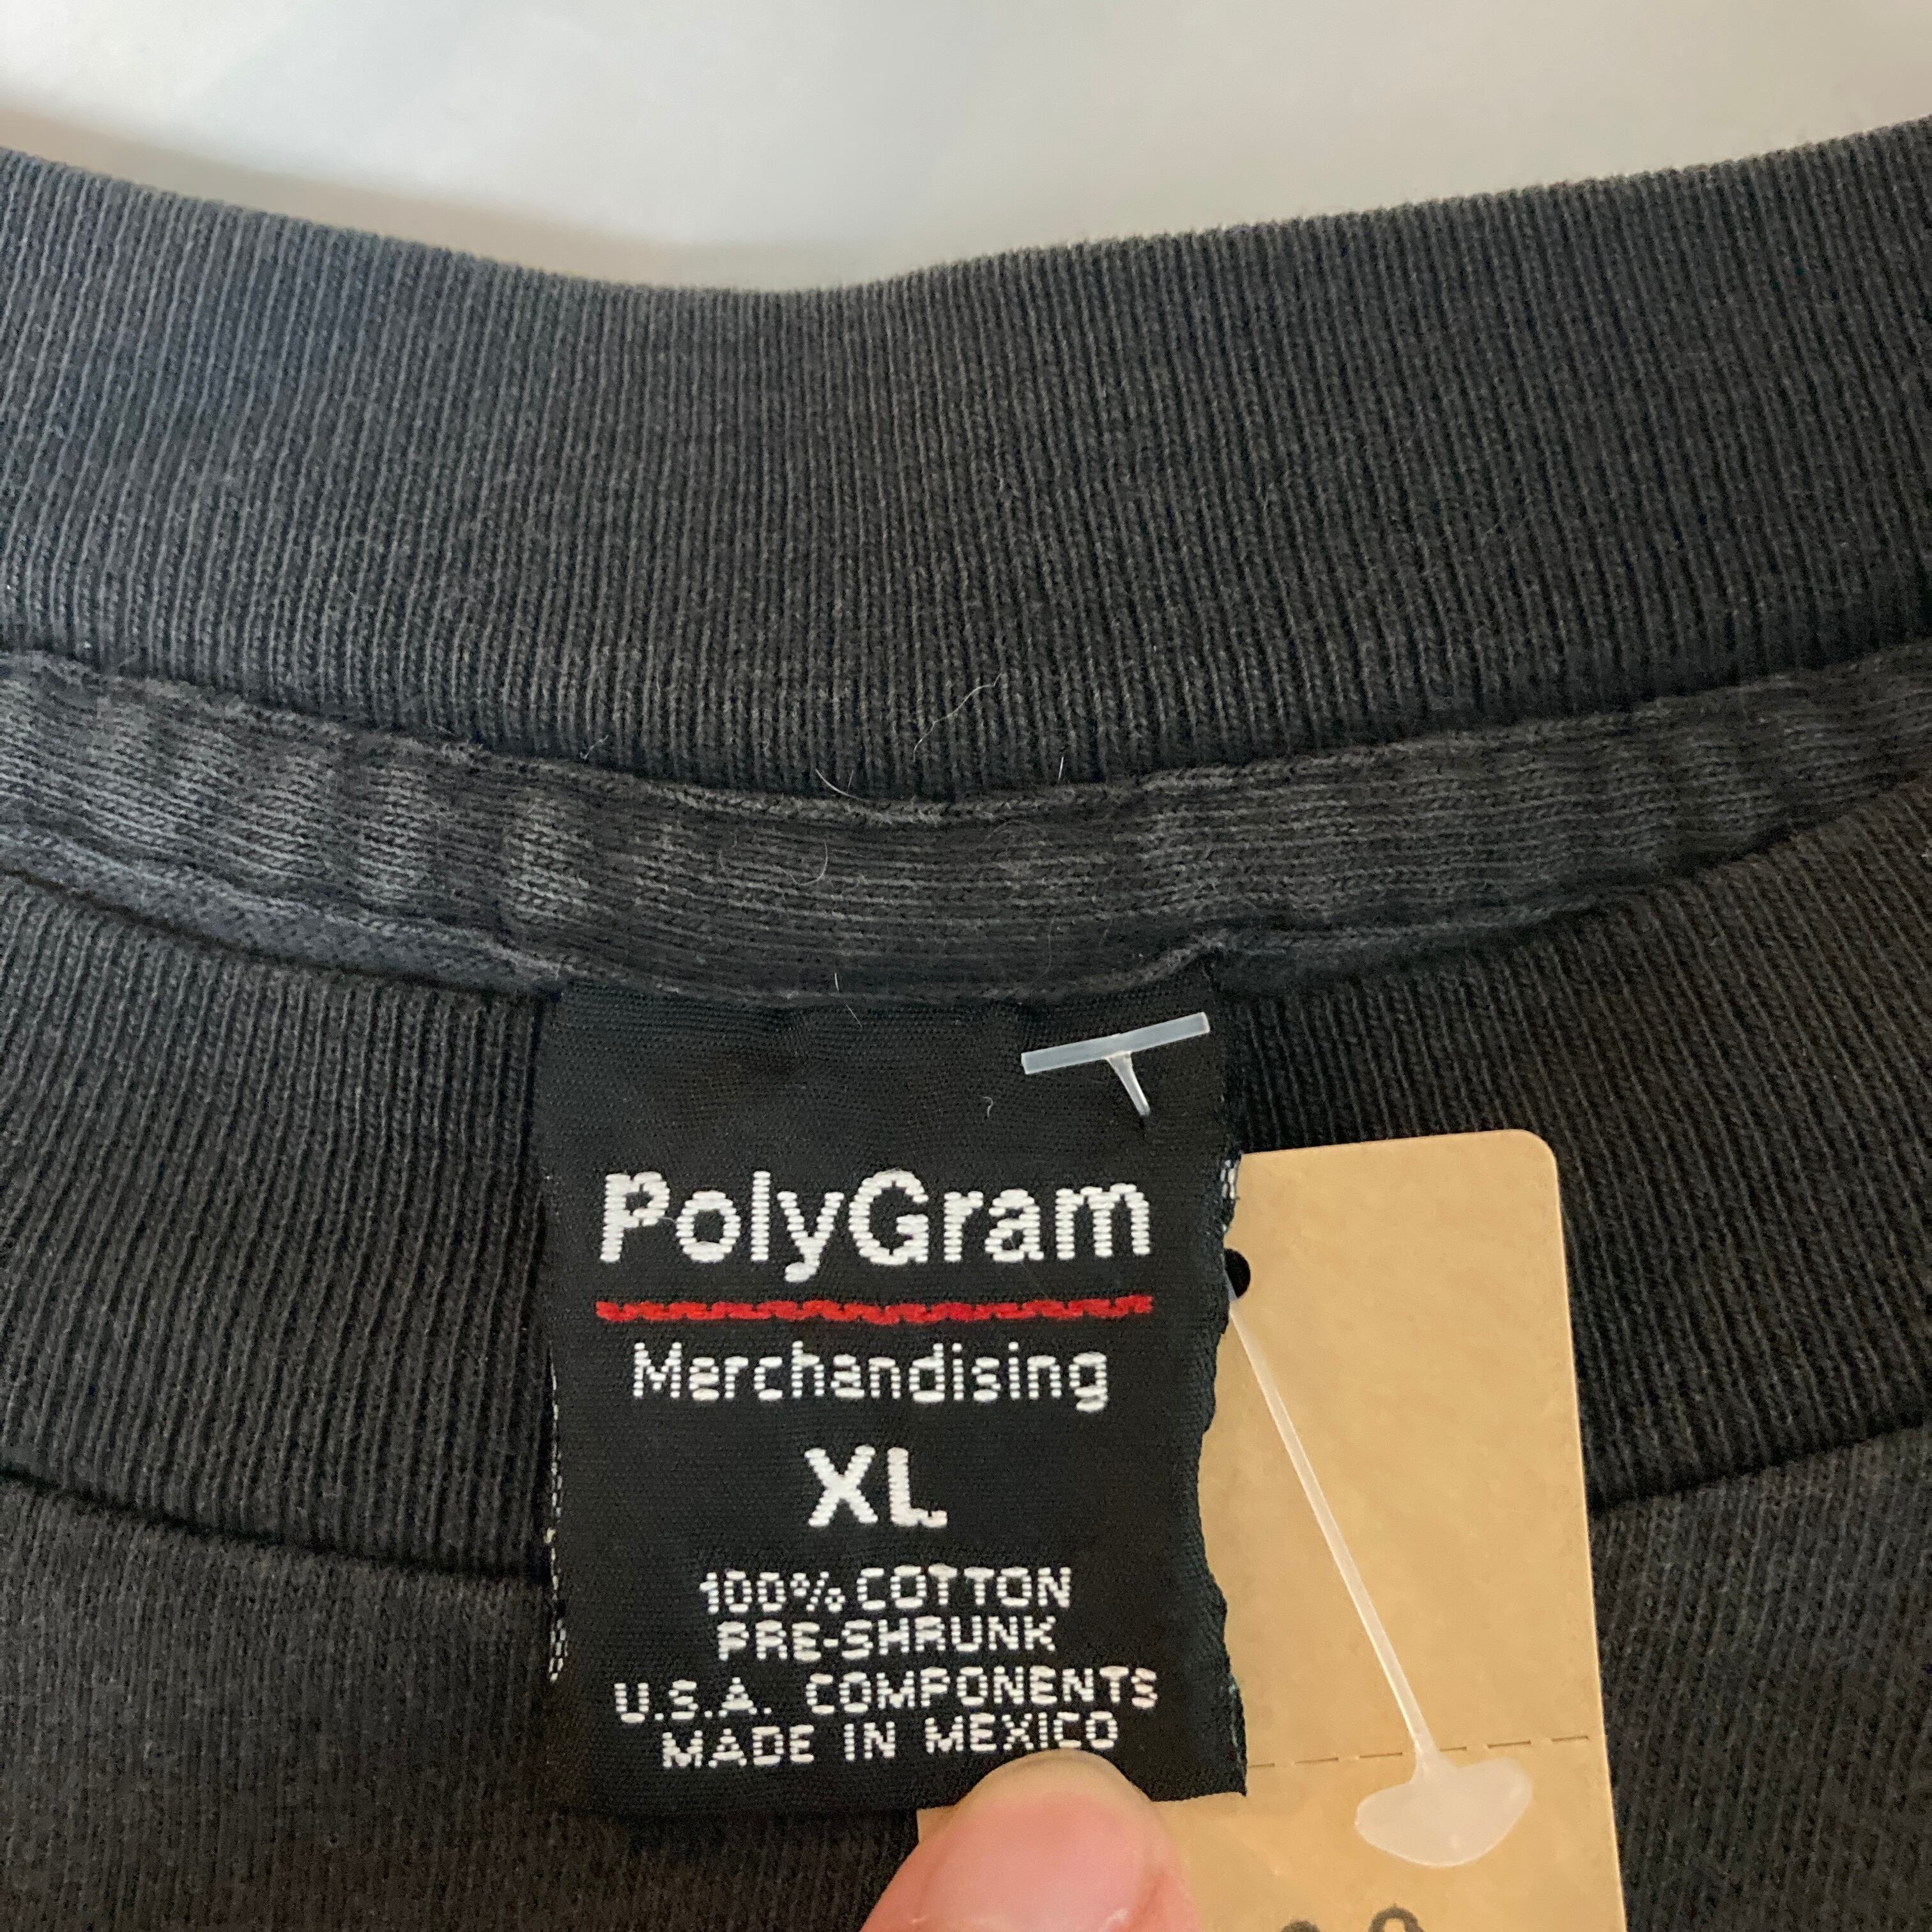 PolyGram
Merchandising
XL
100% COTTON
PRE-SHRUNK
U.S.A. COMPONENTS
MADE IN MEXICO